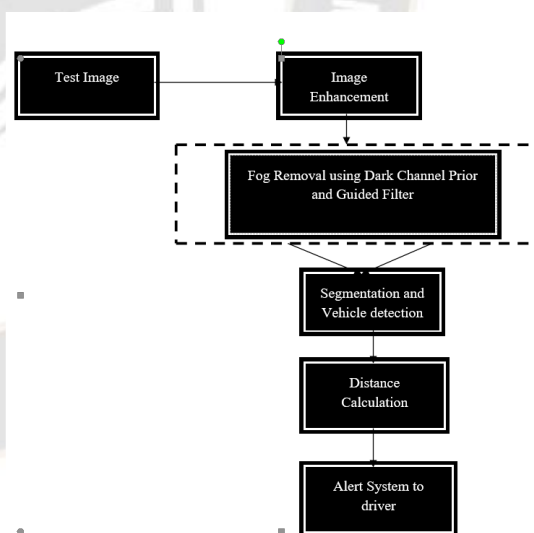 Test Image
Image
Enhancement
Fog Removal using Dark Channel Prior
and Guided Filter
Segmentation and
Vehicle detection
Distance
Calculation
Alert System to
driver